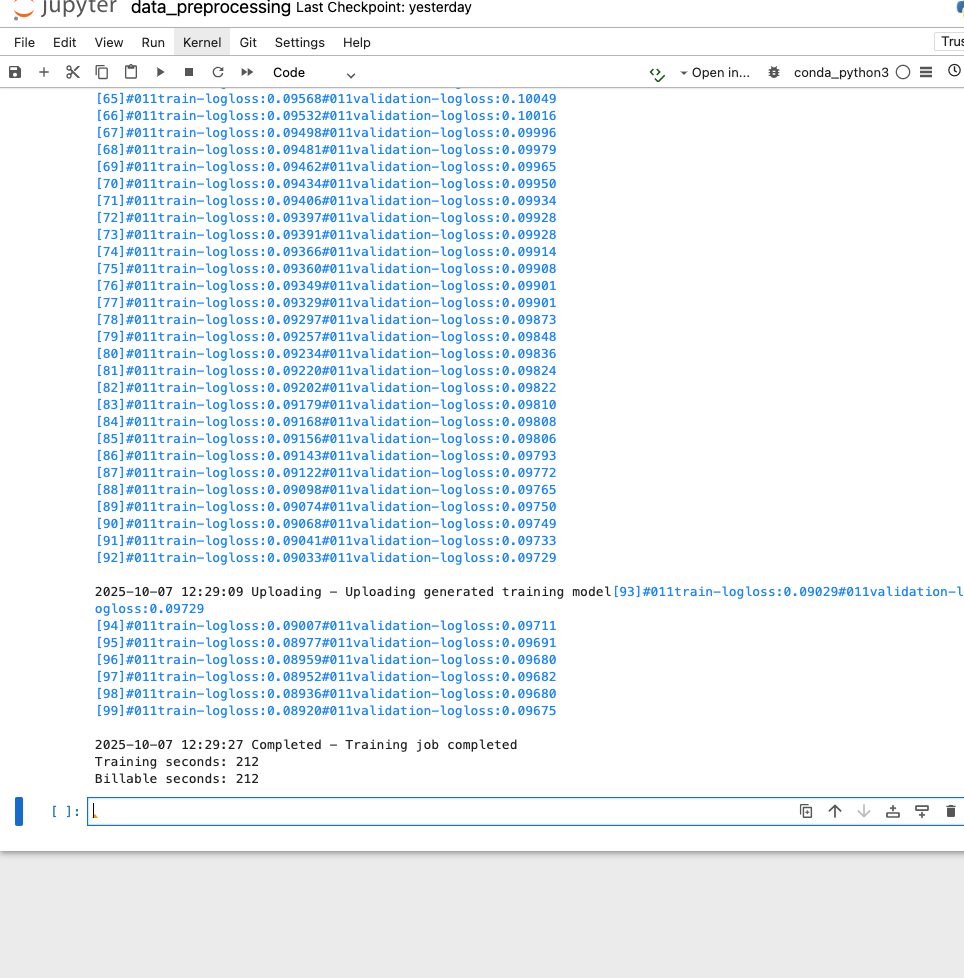 jupyter data_preprocessing Last Checkpoint: yesterday
File Edit View Run Kernel Git Settings Help
Trus
Code Open in... conda_python3
[65]#011train-logloss:0.09568#011validation-logloss:0.10049
[66]#011train-logloss:0.09532#011validation-logloss:0.10016
[67]#011train-logloss:0.09498#011validation-logloss:0.09996
[68]#011train-logloss:0.09481#011validation-logloss:0.09979
[69]#011train-logloss:0.09462#011validation-logloss:0.09965
[70]#011train-logloss:0.09434#011validation-logloss:0.09950
[71]#011train-logloss:0.09406#011validation-logloss:0.09934
[72]#011train-logloss:0.09397#011validation-logloss:0.09928
[73]#011train-logloss:0.09391#011validation-logloss:0.09928
[74]#011train-logloss:0.09366#011validation-logloss:0.09914
[75]#011train-logloss:0.09360#011validation-logloss:0.09908
[76]#011train-logloss:0.09349#011validation-logloss:0.09901
[77]#011train-logloss:0.09329#011validation-logloss:0.09901
[78]#011train-logloss:0.09297#011validation-logloss:0.09873
[79]#011train-logloss:0.09257#011validation-logloss:0.09848
[80]#011train-logloss:0.09234#011validation-logloss:0.09836
[81]#011train-logloss:0.09220#011validation-logloss:0.09824
[82]#011train-logloss:0.09202#011validation-logloss:0.09822
[83]#011train-logloss:0.09179#011validation-logloss:0.09810
[84]#011train-logloss:0.09168#011validation-logloss:0.09808
[85]#011train-logloss:0.09156#011validation-logloss:0.09806
[86]#011train-logloss:0.09143#011validation-logloss:0.09793
[87]#011train-logloss:0.09122#011validation-logloss:0.09772
[88]#011train-logloss:0.09098#011validation-logloss:0.09765
[89]#011train-logloss:0.09074#011validation-logloss:0.09750
[90]#011train-logloss:0.09068#011validation-logloss:0.09749
[91]#011train-logloss:0.09041#011validation-logloss:0.09733
[92]#011train-logloss:0.09033#011validation-logloss:0.09729
2025-10-07 12:29:09 Uploading - Uploading generated training model[93]#011train-logloss:0.09029#011validation-l
ogloss:0.09729
[94]#011train-logloss:0.09007#011validation-logloss:0.09711
[95]#011train-logloss:0.08977#011validation-logloss:0.09691
[96]#011train-logloss:0.08959#011validation-logloss:0.09680
[97]#011train-logloss:0.08952#011validation-logloss:0.09682
[98]#011train-logloss:0.08936#011validation-logloss:0.09680
[99]#011train-logloss:0.08920#011validation-logloss:0.09675
2025-10-07 12:29:27 Completed - Training job completed
Training seconds: 212
Billable seconds: 212
[ ]: